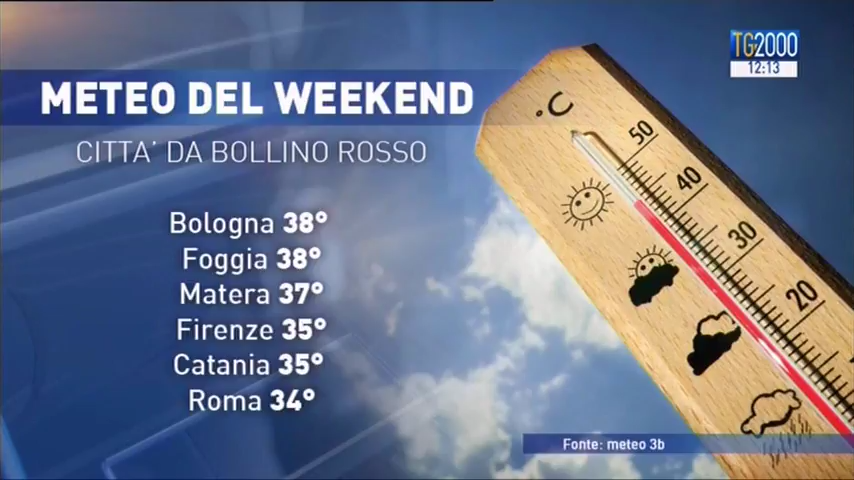 TG2000
12:13
METEO DEL WEEKEND
CITTA' DA BOLLINO ROSSO
Bologna 38°
Foggia 38°
Matera 37°
Firenze 35°
Catania 35°
Roma 34°
°C
50
40
30
20
Fonte: meteo 3b